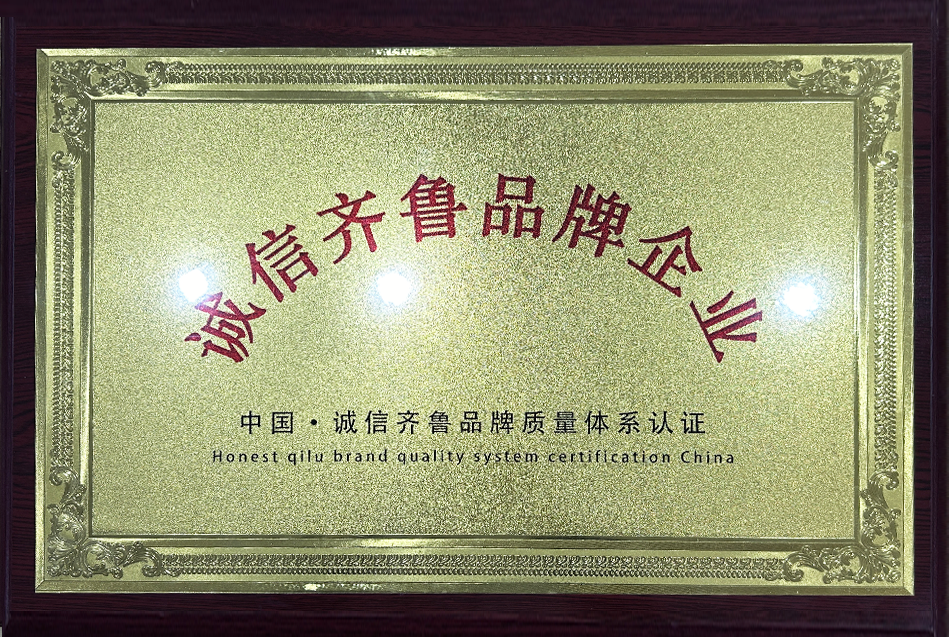 诚信齐鲁品牌企业
中国·诚信齐鲁品牌质量体系认证
Honest qilu brand quality system certification China